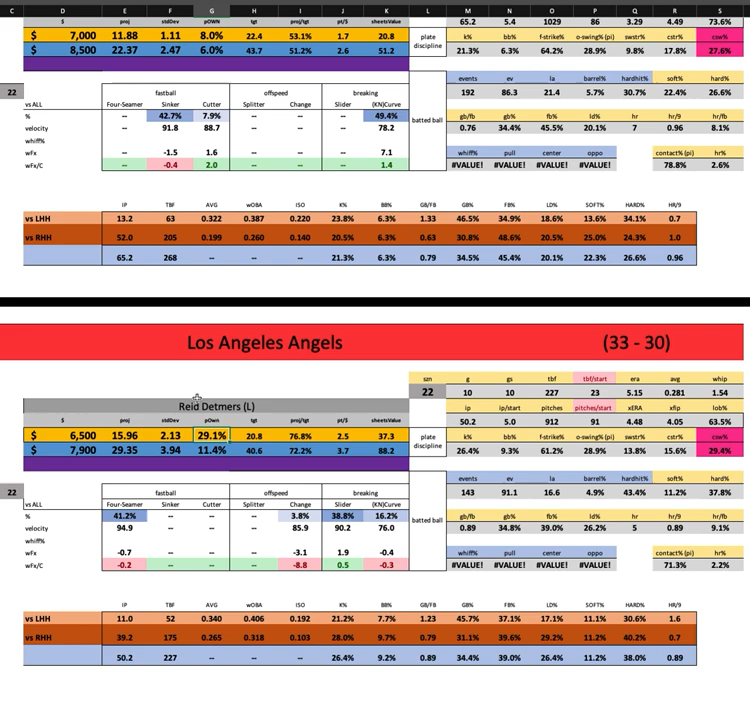 C D E F G H I J K L M N O P Q R S
$ proj stdDev pOWN tgt proj/tgt pt/$ sheetsValue 65.2 5.4 1029 86 3.29 4.49 73.6%
$ 7,000 11.88 1.11 8.0% 22.4 53.1% 1.7 20.8 plate discipline k% bb% f-strike% o-swing% (pi) swstr% cstr% csw%
$ 8,500 22.37 2.47 6.0% 43.7 51.2% 2.6 51.2 21.3% 6.3% 64.2% 28.9% 9.8% 17.8% 27.6%
events ev la barrel% hardhit% soft% hard%
22 fastball offspeed breaking 192 86.3 21.4 5.7% 30.7% 22.4% 26.6%
vs ALL Four-Seamer Sinker Cutter Splitter Change Slider (KN)Curve
% -- 42.7% 7.9% -- -- -- 49.4% batted ball gb/fb gb% fb% ld% hr hr/9 hr/fb
velocity -- 91.8 88.7 -- -- -- 78.2 0.76 34.4% 45.5% 20.1% 7 0.96 8.1%
whiff%
wFx -1.5 1.6 7.1 whiff% pull center oppo contact% (pi) hr%
wFx/C -- -0.4 2.0 -- -- -- 1.4 #VALUE! #VALUE! #VALUE! #VALUE! 78.8% 2.6%
IP TBF AVG wOBA ISO K% BB% GB/FB GB% FB% LD% SOFT% HARD% HR/9
vs LHH 13.2 63 0.322 0.387 0.220 23.8% 6.3% 1.33 46.5% 34.9% 18.6% 13.6% 34.1% 0.7
vs RHH 52.0 205 0.199 0.260 0.140 20.5% 6.3% 0.63 30.8% 48.6% 20.5% 25.0% 24.3% 1.0
65.2 268 -- -- -- 21.3% 6.3% 0.79 34.5% 45.4% 20.1% 22.3% 26.6% 0.96
Los Angeles Angels (33 - 30)
szn g gs tbf tbf/start era avg whip
22 10 10 227 23 5.15 0.281 1.54
Reid Detmers (L) ip ip/start pitches pitches/start xERA xfip lob%
$ proj stdDev pOwn tgt proj/tgt pt/$ sheetsValue 50.2 5.0 912 91 4.48 4.05 63.5%
$ 6,500 15.96 2.13 29.1% 20.8 76.8% 2.5 37.3 plate discipline k% bb% f-strike% o-swing% (pi) swstr% cstr% csw%
$ 7,900 29.35 3.94 11.4% 40.6 72.2% 3.7 88.2 26.4% 9.3% 61.2% 28.9% 13.8% 15.6% 29.4%
events ev la barrel% hardhit% soft% hard%
22 fastball offspeed breaking 143 91.1 16.6 4.9% 43.4% 11.2% 37.8%
vs ALL Four-Seamer Sinker Cutter Splitter Change Slider (KN)Curve
% 41.2% -- -- -- 3.8% 38.8% 16.2% batted ball gb/fb gb% fb% ld% hr hr/9 hr/fb
velocity 94.9 -- -- -- 85.9 90.2 76.0 0.89 34.8% 39.0% 26.2% 5 0.89 9.1%
whiff%
wFx -0.7 -3.1 1.9 -0.4 whiff% pull center oppo contact% (pi) hr%
wFx/C -0.2 -- -- -- -8.8 0.5 -0.3 #VALUE! #VALUE! #VALUE! #VALUE! 71.3% 2.2%
IP TBF AVG wOBA ISO K% BB% GB/FB GB% FB% LD% SOFT% HARD% HR/9
vs LHH 11.0 52 0.340 0.406 0.192 21.2% 7.7% 1.23 45.7% 37.1% 17.1% 11.1% 30.6% 1.6
vs RHH 39.2 175 0.265 0.318 0.103 28.0% 9.7% 0.79 31.1% 39.6% 29.2% 11.2% 40.2% 0.7
50.2 227 -- -- -- 26.4% 9.2% 0.89 34.4% 39.0% 26.4% 11.2% 38.0% 0.89